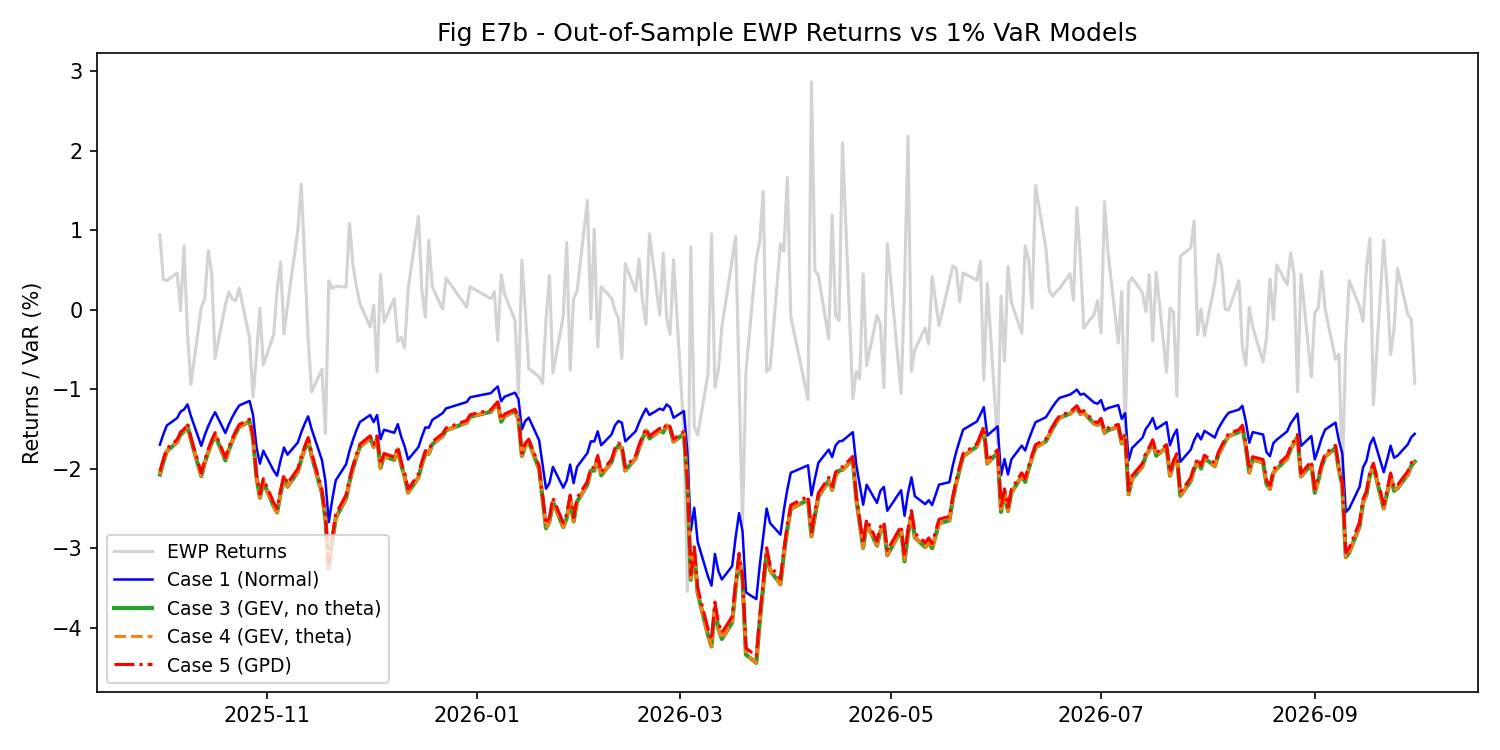 Fig E7b - Out-of-Sample EWP Returns vs 1% VaR Models
Returns / VaR (%)
3
2
1
0
−1
−2
−3
−4
EWP Returns
Case 1 (Normal)
Case 3 (GEV, no theta)
Case 4 (GEV, theta)
Case 5 (GPD)
2025-11
2026-01
2026-03
2026-05
2026-07
2026-09